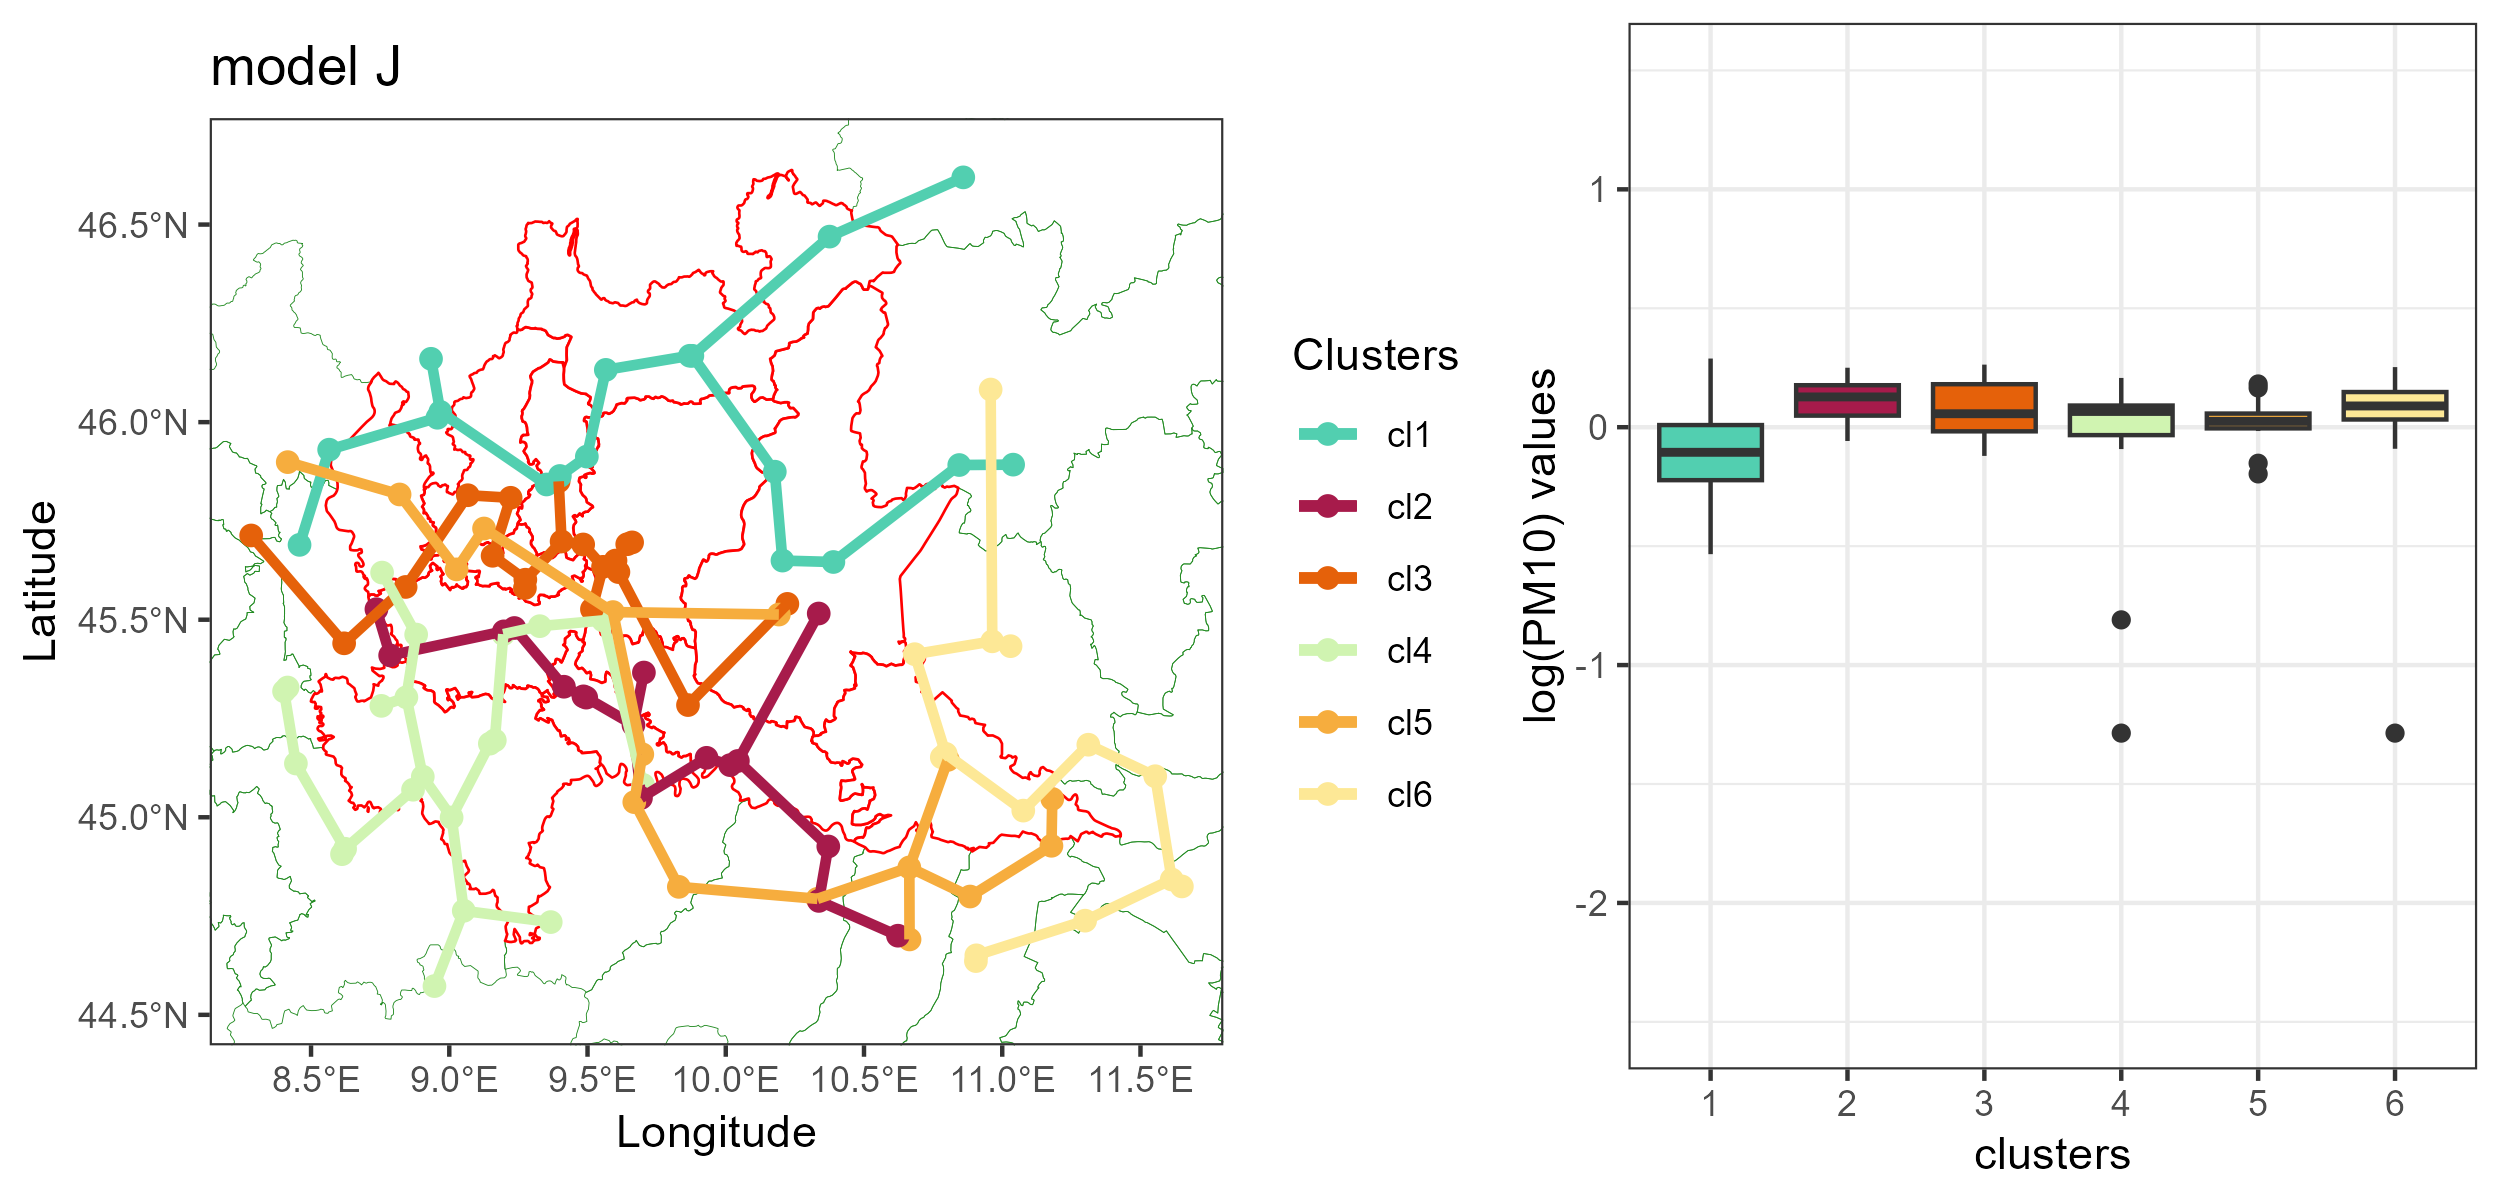 model J
46.5°N
46.0°N
45.5°N
45.0°N
44.5°N
Latitude
8.5°E 9.0°E 9.5°E 10.0°E 10.5°E 11.0°E 11.5°E
Longitude
Clusters
cl1
cl2
cl3
cl4
cl5
cl6
1
0
-1
-2
log(PM10) values
1 2 3 4 5 6
clusters